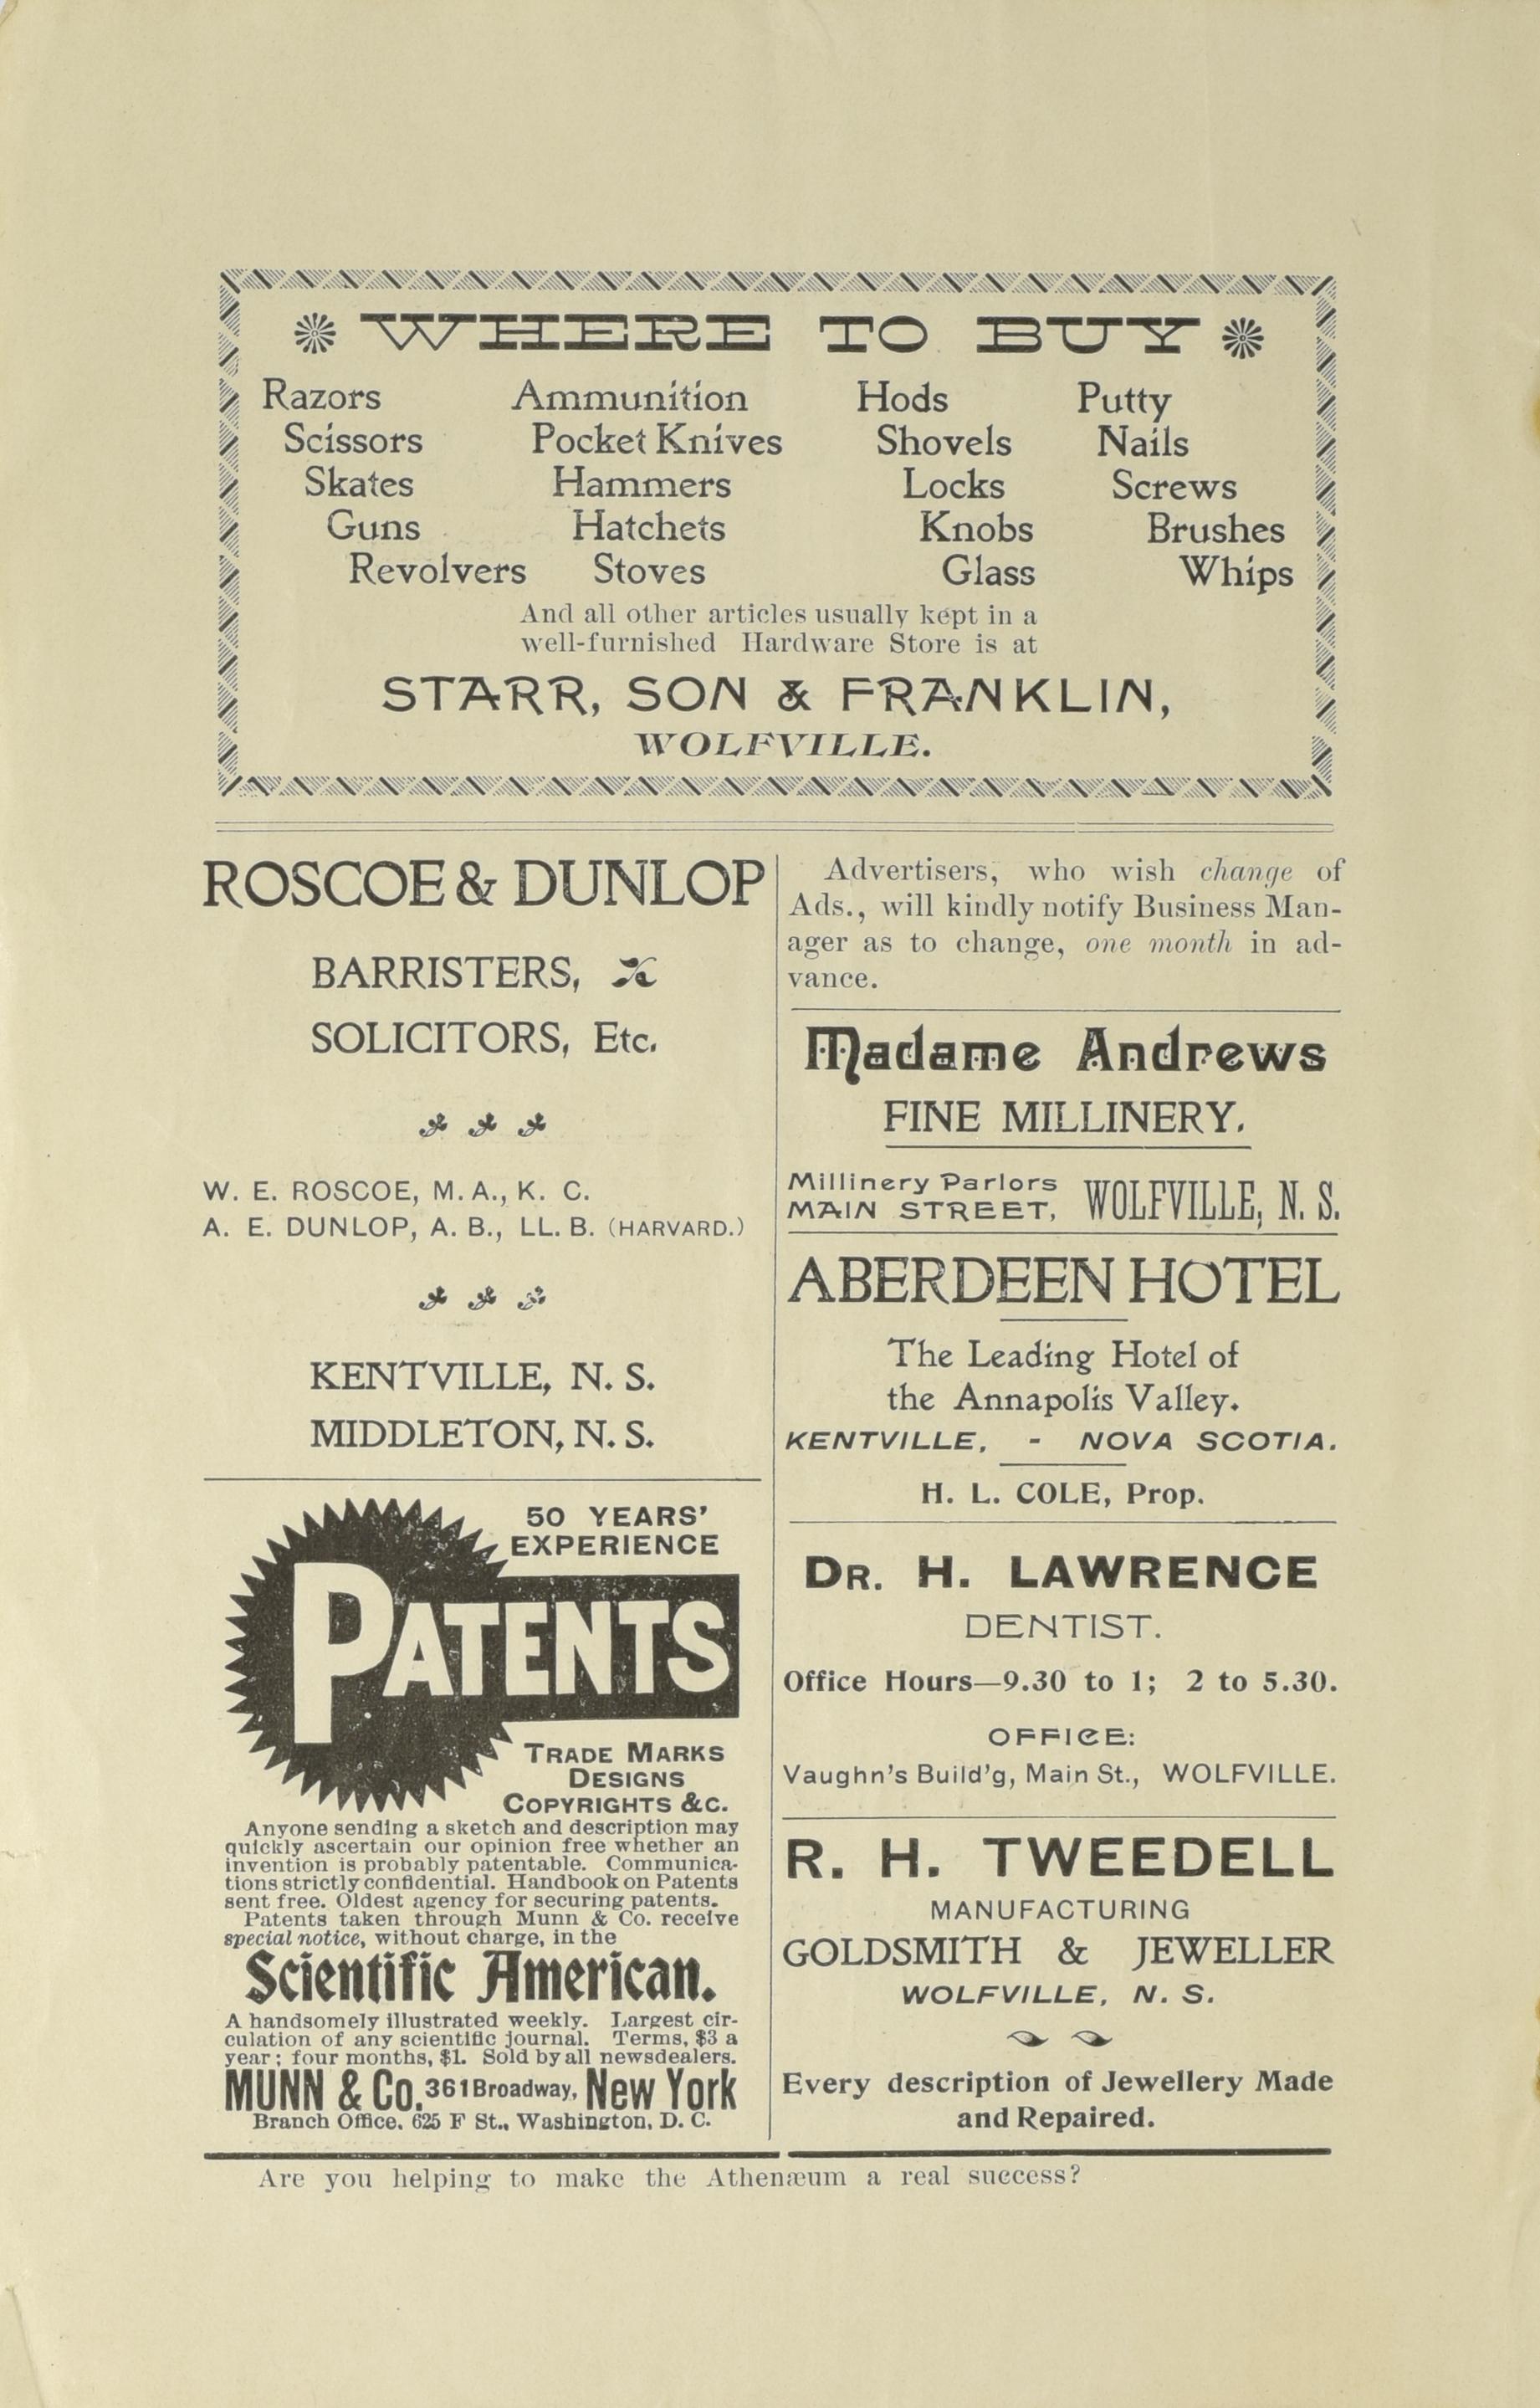 WHERE TO BUY
Razors Ammunition Hods Putty
Scissors Pocket Knives Shovels Nails
Skates Hammers Locks Screws
Guns Hatchets Knobs Brushes
Revolvers Stoves Glass Whips
And all other articles usually kept in a
well-furnished Hardware Store is at
STARR, SON & FRANKLIN,
WOLFVILLE.
ROSCOE & DUNLOP
BARRISTERS,
SOLICITORS, Etc.
W. E. ROSCOE, M. A., K. C.
A. E. DUNLOP, A. B., LL. B. (HARVARD.)
KENTVILLE, N. S.
MIDDLETON, N. S.
50 YEARS'
EXPERIENCE
PATENTS
TRADE MARKS
DESIGNS
COPYRIGHTS &C.
Anyone sending a sketch and description may
quickly ascertain our opinion free whether an
invention is probably patentable. Communica-
tions strictly confidential. Handbook on Patents
sent free. Oldest agency for securing patents.
Patents taken through Munn & Co. receive
special notice, without charge, in the
Scientific American.
A handsomely illustrated weekly. Largest cir-
culation of any scientific journal. Terms, $3 a
year; four months, $1. Sold by all newsdealers.
MUNN & Co. 361 Broadway, New York
Branch Office, 625 F St., Washington, D. C.
Advertisers, who wish change of
Ads., will kindly notify Business Man-
ager as to change, one month in ad-
vance.
Madame Andrews
FINE MILLINERY.
Millinery Parlors
MAIN STREET, WOLFVILLE, N. S.
ABERDEEN HOTEL
The Leading Hotel of
the Annapolis Valley.
KENTVILLE, - NOVA SCOTIA.
H. L. COLE, Prop.
DR. H. LAWRENCE
DENTIST.
Office Hours—9.30 to 1; 2 to 5.30.
OFFICE:
Vaughn's Build'g, Main St., WOLFVILLE.
R. H. TWEEDELL
MANUFACTURING
GOLDSMITH & JEWELLER
WOLFVILLE, N. S.
Every description of Jewellery Made
and Repaired.
Are you helping to make the Athenæum a real success?